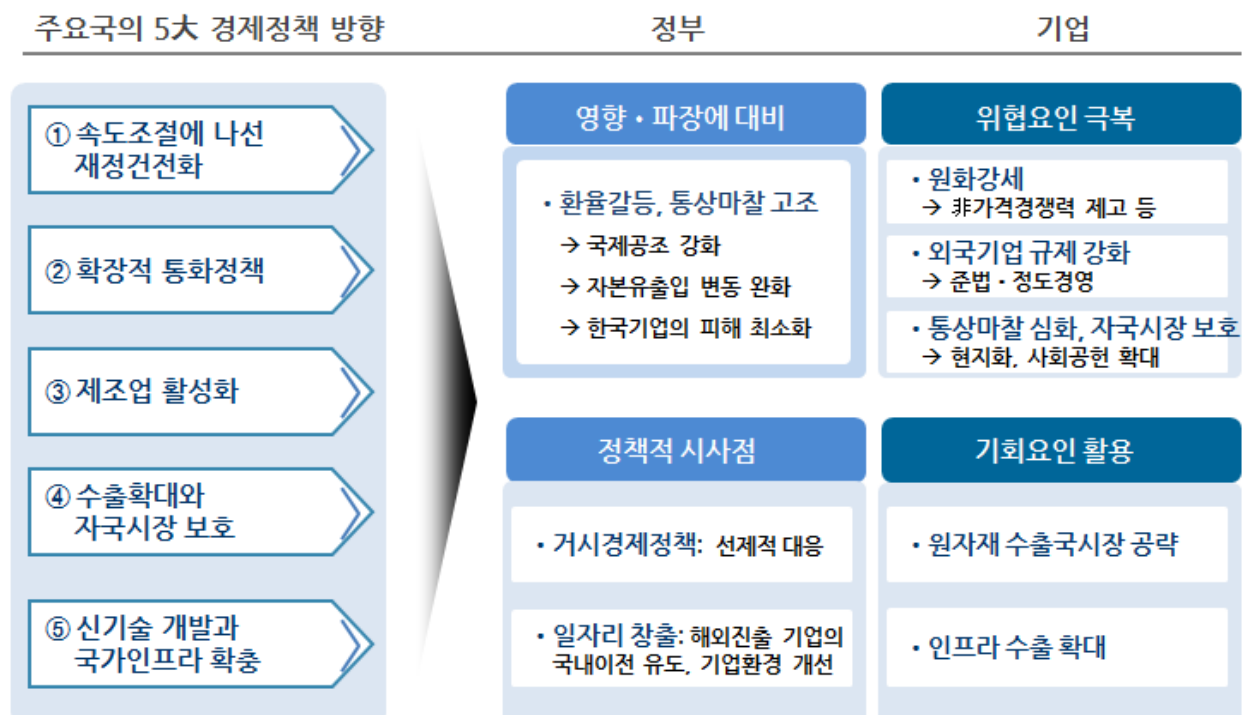 주요국의 5大 경제정책 방향
정부
기업
① 속도조절에 나선
재정건전화
② 확장적 통화정책
③ 제조업 활성화
④ 수출확대와
자국시장 보호
⑤ 신기술 개발과
국가인프라 확충
영향・파장에 대비
• 환율갈등, 통상마찰 고조
→ 국제공조 강화
→ 자본유출입 변동 완화
→ 한국기업의 피해 최소화
위협요인 극복
• 원화강세
→ 非가격경쟁력 제고 등
• 외국기업 규제 강화
→ 준법・정도경영
• 통상마찰 심화, 자국시장 보호
→ 현지화, 사회공헌 확대
정책적 시사점
• 거시경제정책: 선제적 대응
• 일자리 창출: 해외진출 기업의
국내이전 유도, 기업환경 개선
기회요인 활용
• 원자재 수출국시장 공략
• 인프라 수출 확대